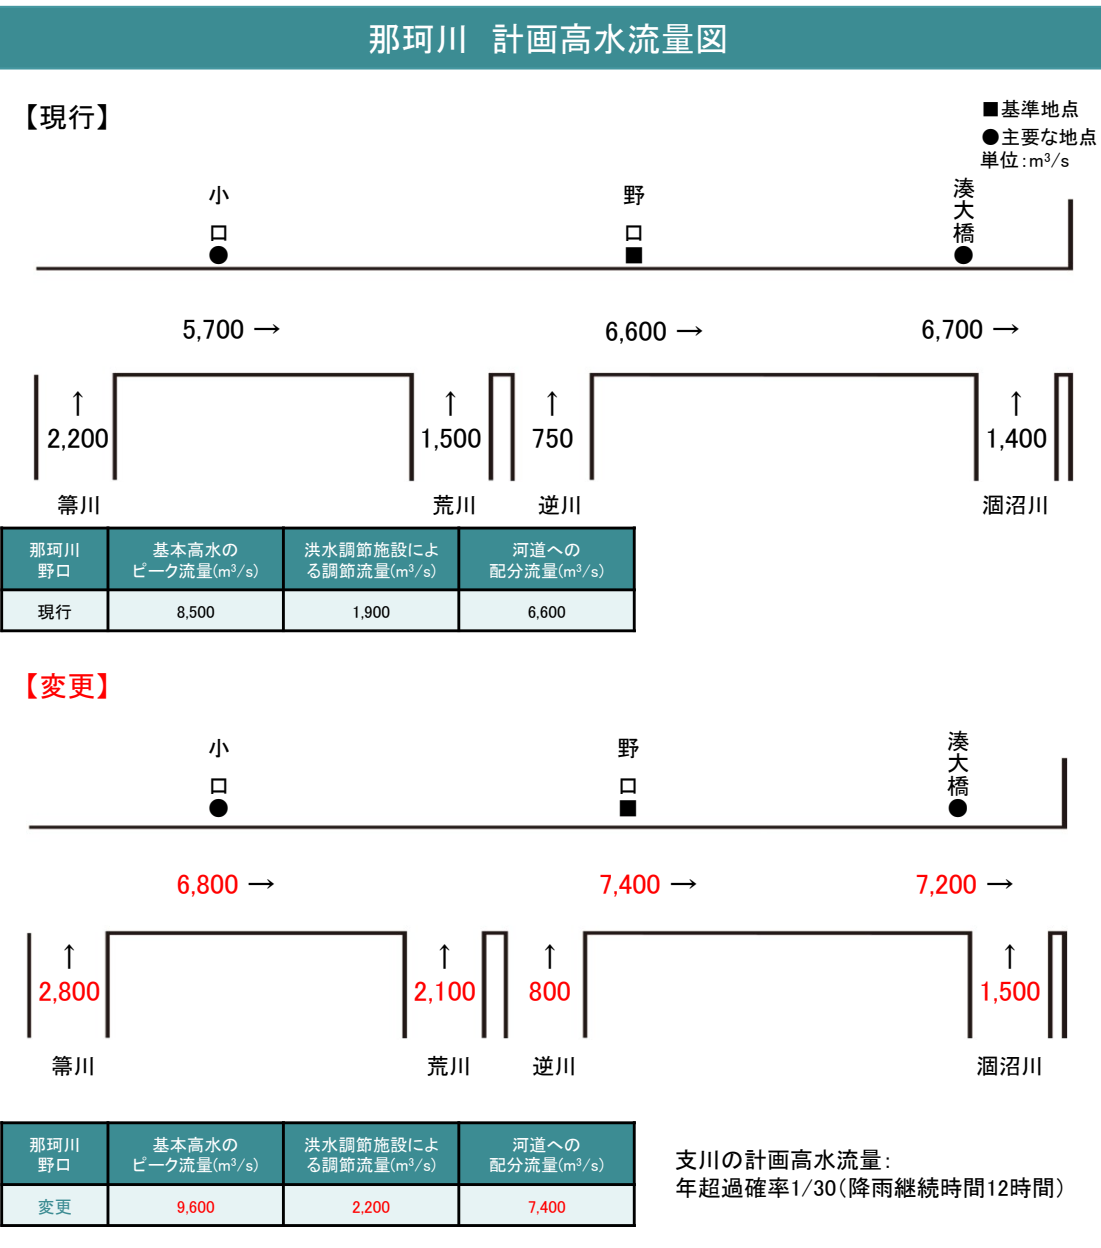 那珂川 計画高水流量図
【現行】
■基準地点
●主要な地点
単位:m³/s
小口
野口
湊大橋
5,700 →
6,600 →
6,700 →
↑
2,200
↑
1,500
↑
750
↑
1,400
箒川
荒川
逆川
涸沼川
那珂川
野口
基本高水の
ピーク流量(m³/s)
洪水調節施設によ
る調節流量(m³/s)
河道への
配分流量(m³/s)
現行
8,500
1,900
6,600
【変更】
小口
野口
湊大橋
6,800 →
7,400 →
7,200 →
↑
2,800
↑
2,100
↑
800
↑
1,500
箒川
荒川
逆川
涸沼川
那珂川
野口
基本高水の
ピーク流量(m³/s)
洪水調節施設によ
る調節流量(m³/s)
河道への
配分流量(m³/s)
変更
9,600
2,200
7,400
支川の計画高水流量:
年超過確率1/30(降雨継続時間12時間)